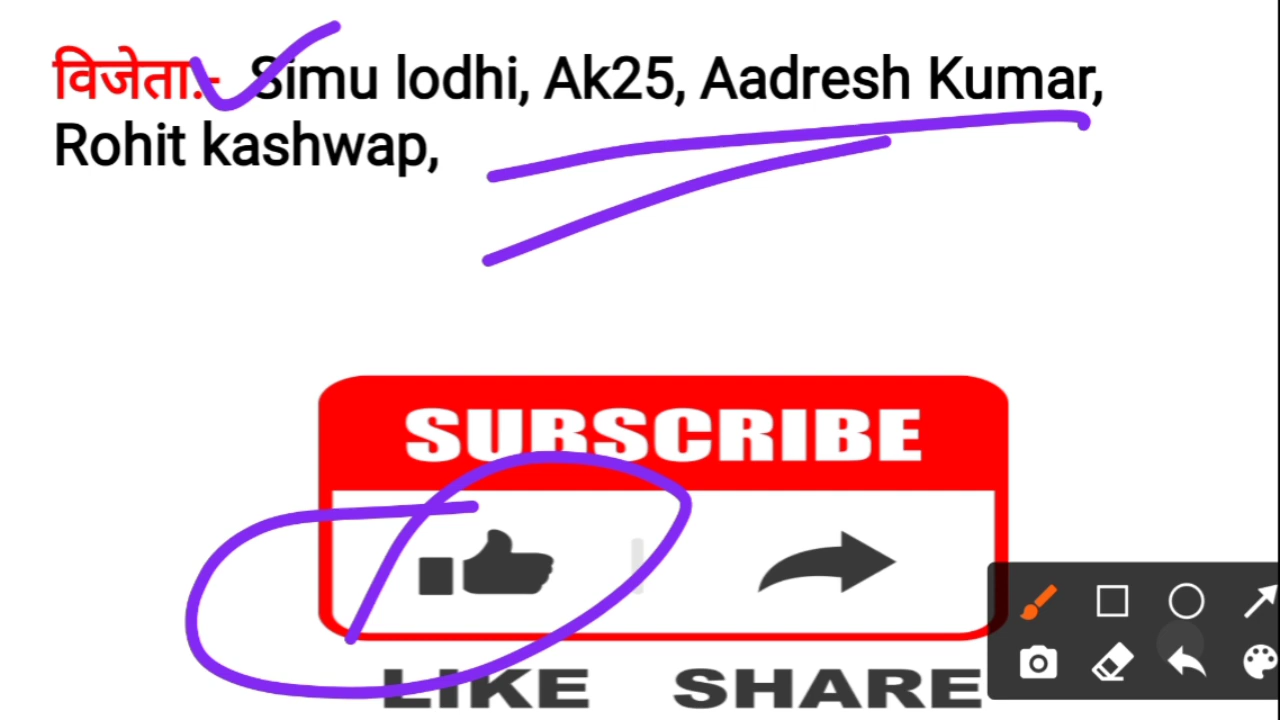 विजेता:- Simu lodhi, Ak25, Aadresh Kumar,
Rohit kashwap,
SUBSCRIBE
LIKE SHARE